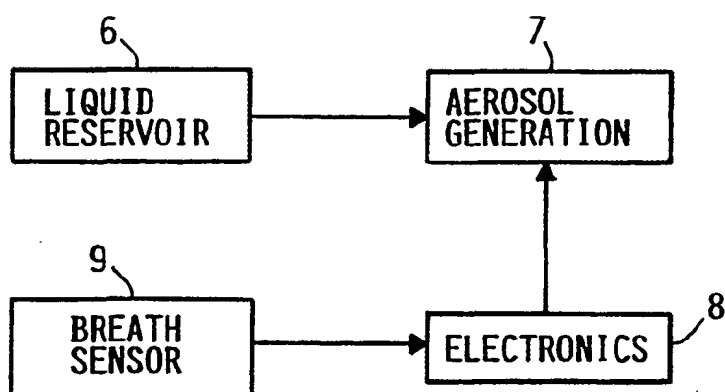 6
LIQUID
RESERVOIR
7
AEROSOL
GENERATION
9
BREATH
SENSOR
8
ELECTRONICS